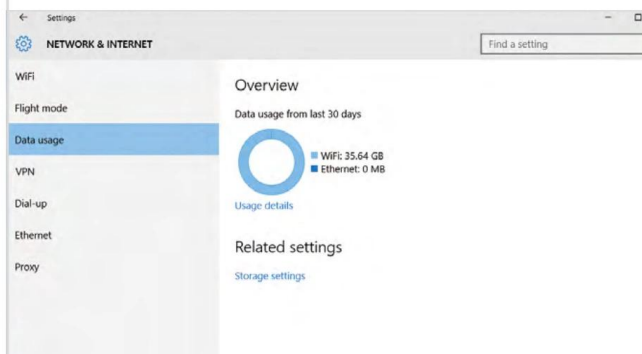 Settings
NETWORK & INTERNET
Find a setting
WiFi
Flight mode
Data usage
VPN
Dial-up
Ethernet
Proxy
Overview
Data usage from last 30 days
WiFi: 35.64 GB
Ethernet: 0 MB
Usage details
Related settings
Storage settings